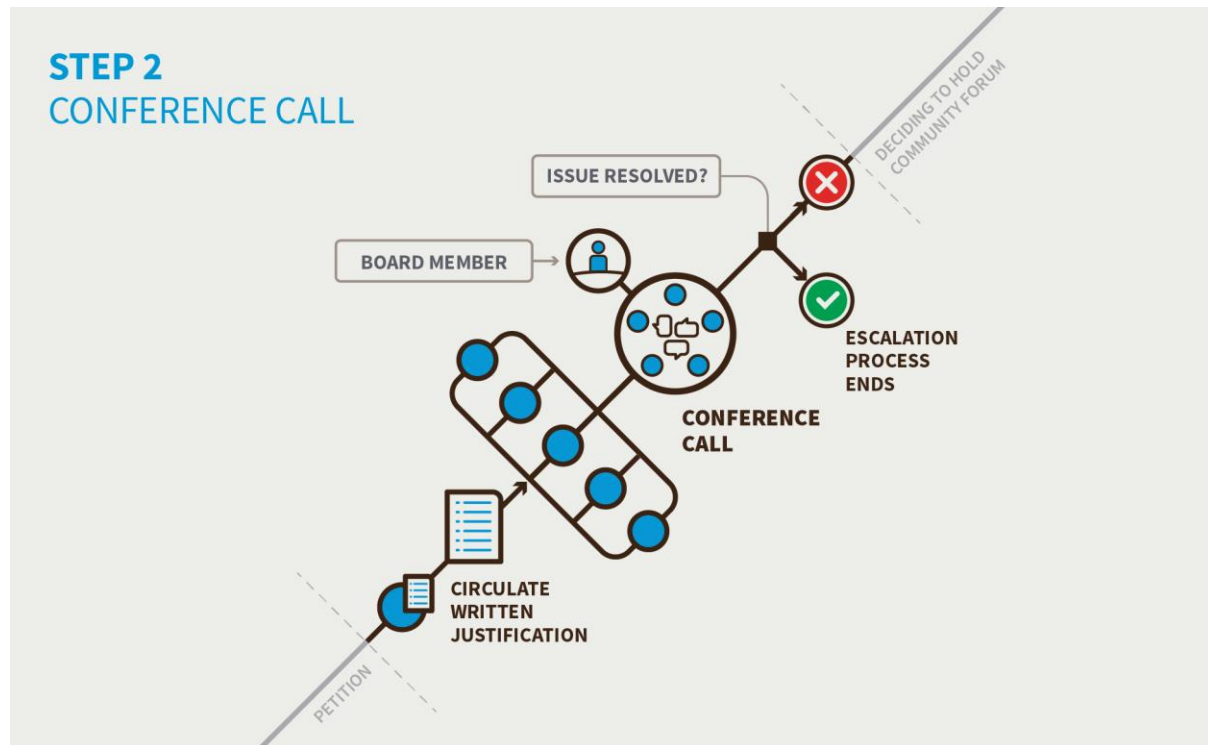 STEP 2
CONFERENCE CALL
DECIDING TO HOLD
COMMUNITY FORUM
ISSUE RESOLVED?
BOARD MEMBER
ESCALATION
PROCESS
ENDS
CONFERENCE
CALL
CIRCULATE
WRITTEN
JUSTIFICATION
PETITION